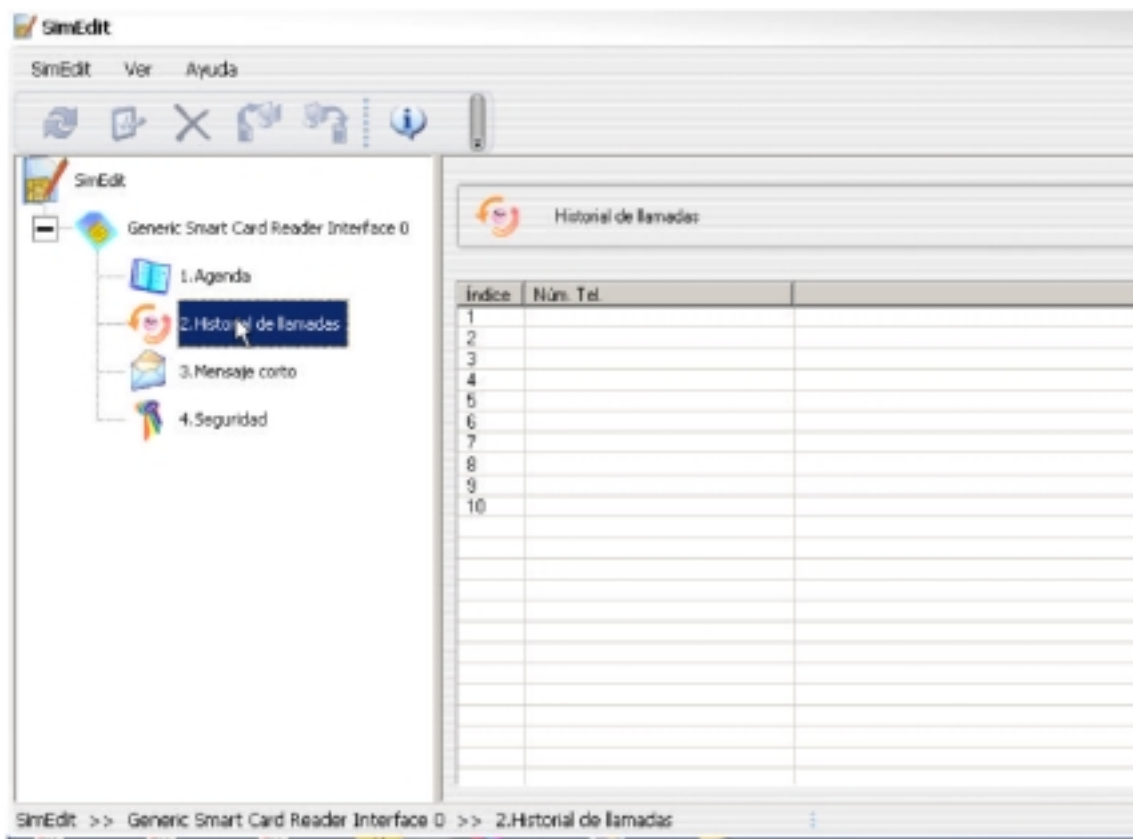 SimEdit
SimEdit Ver Ayuda
SimEdit
Generic Smart Card Reader Interface 0
1.Agenda
2.Historial de llamadas
3.Mensaje corto
4.Seguridad
Historial de llamadas
Índice Núm. Tel.
1
2
3
4
5
6
7
8
9
10
SimEdit >> Generic Smart Card Reader Interface 0 >> 2.Historial de llamadas